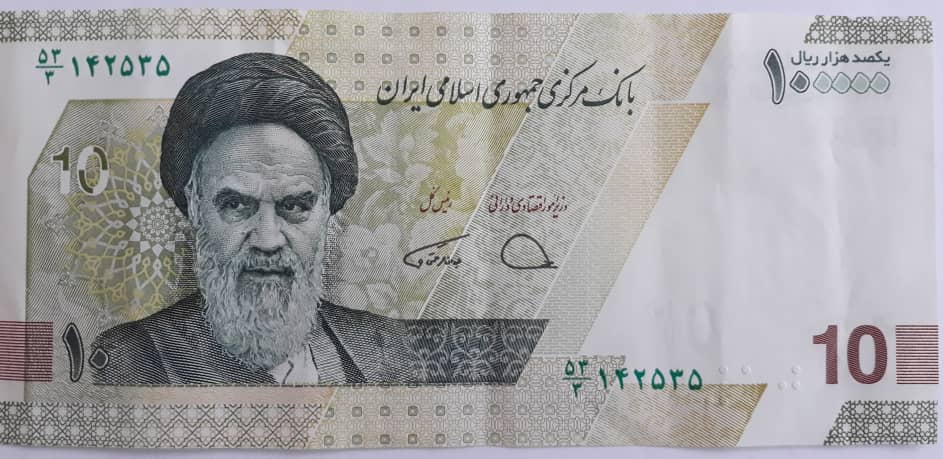 ۵۳/۳ ۱۴۲۵۳۵
بانک مرکزی جمهوری اسلامی ایران
یکصد هزار ریال
۱۰۰۰۰۰
10
وزیر امور اقتصادی و دارائی
رئیس کل
۱۰
10
۵۳/۳ ۱۴۲۵۳۵